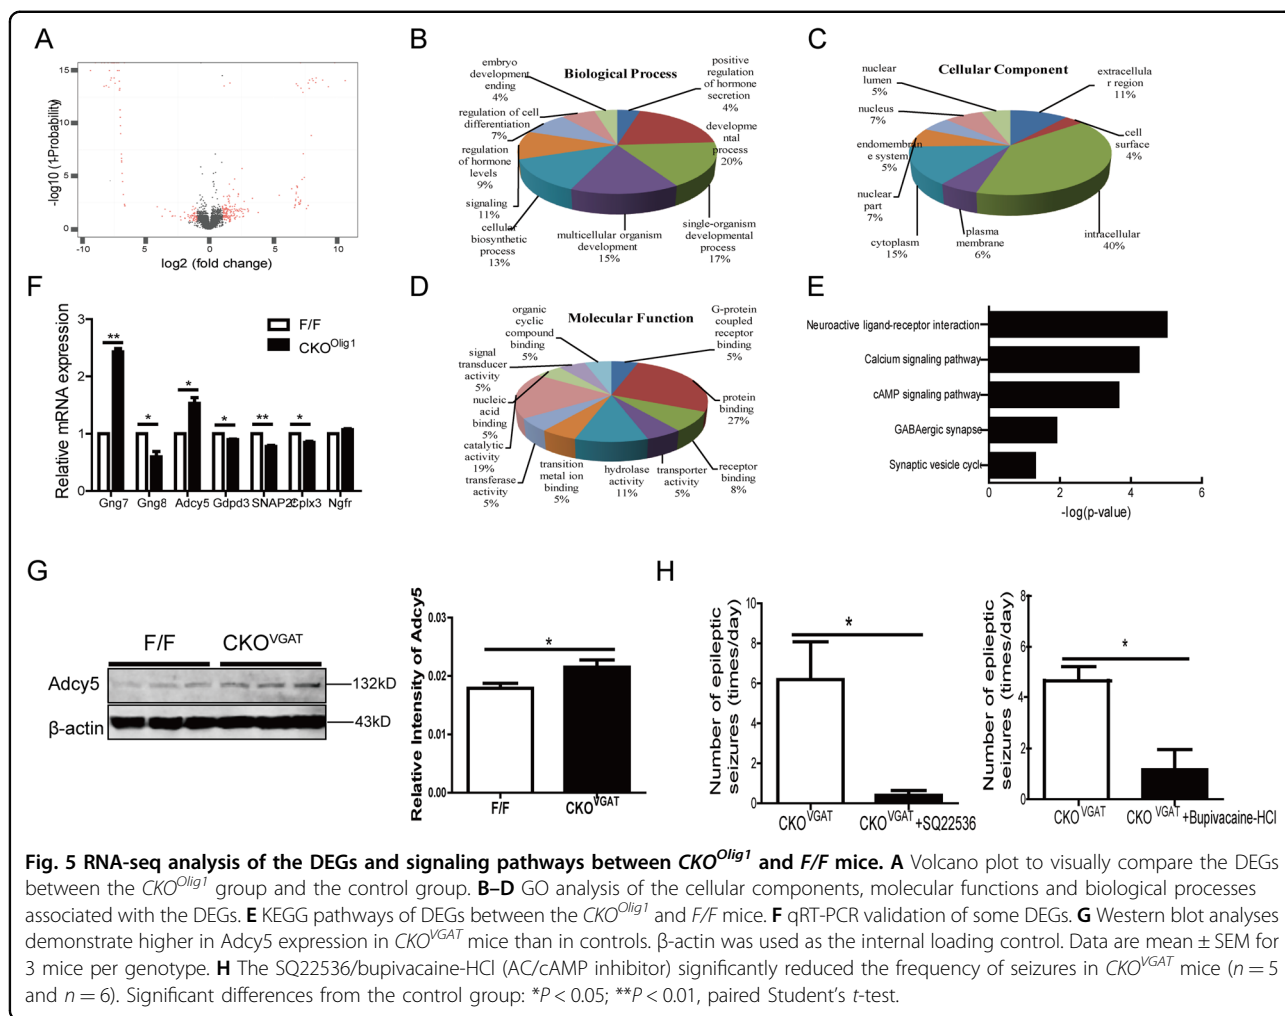 A
15
10
5
0
-log10 (1Probability)
-10
5
0
5
10
log2 (fold change)
B
Biological Process
embryo
development
ending
4%
positive
regulation
of hormone
secretion
4%
regulation of cell
differentiation
7%
developme
ntal
process
20%
regulation
of hormone
levels
9%
signaling
11%
cellular
biosynthetic
process
13%
multicellular organism
development
15%
single-organism
developmental
process
17%
C
Cellular Component
nuclear
lumen
5%
extracellula
r region
11%
nucleus
7%
cell
surface
4%
endomembran
e system
5%
nuclear
part
7%
cytoplasm
15%
plasma
membrane
6%
intracellular
40%
F
Relative mRNA expression
3
2
1
0
F/F
CKO^Olig1
**
*
*
*
**
*
Gng7
Gng8
Adcy5
Gdpd3
Cplx3
Ngfr
D
Molecular Function
organic
cyclic
compound
binding
5%
G-protein
coupled
receptor
binding
5%
signal
transducer
activity
5%
protein
binding
27%
nucleic
acid
binding
5%
catalytic
activity
19%
transferase
activity
5%
transition
metal ion
binding
5%
hydrolase
activity
11%
transporter
activity
5%
receptor
binding
8%
E
Neuroactive ligand-receptor interaction
Calcium signaling pathway
cAMP signaling pathway
GABAergic synapse
Synaptic vesicle cycl
0
2
4
6
-log(p-value)
G
F/F
CKO^VGAT
Adcy5
132kD
β-actin
43kD
Relative Intensity of Adcy5
0.03
0.02
0.01
0.00
*
F/F
CKO^VGAT
H
Number of epileptic
seizures (times/day)
10
8
6
4
2
0
*
CKO^VGAT
CKO^VGAT+SQ22536
Number of eplieptic
seizures (times/day)
8
6
4
2
0
*
CKO^VGAT
CKO^VGAT+Bupivacaine-HCl
Fig. 5 RNA-seq analysis of the DEGs and signaling pathways between CKO^Olig1 and F/F mice. A Volcano plot to visually compare the DEGs
between the CKO^Olig1 group and the control group. B–D GO analysis of the cellular components, molecular functions and biological processes
associated with the DEGs. E KEGG pathways of DEGs between the CKO^Olig1 and F/F mice. F qRT-PCR validation of some DEGs. G Western blot analyses
demonstrate higher in Adcy5 expression in CKO^VGAT mice than in controls. β-actin was used as the internal loading control. Data are mean ± SEM for
3 mice per genotype. H The SQ22536/bupivacaine-HCl (AC/cAMP inhibitor) significantly reduced the frequency of seizures in CKO^VGAT mice (n = 5
and n = 6). Significant differences from the control group: *P < 0.05; **P < 0.01, paired Student's t-test.